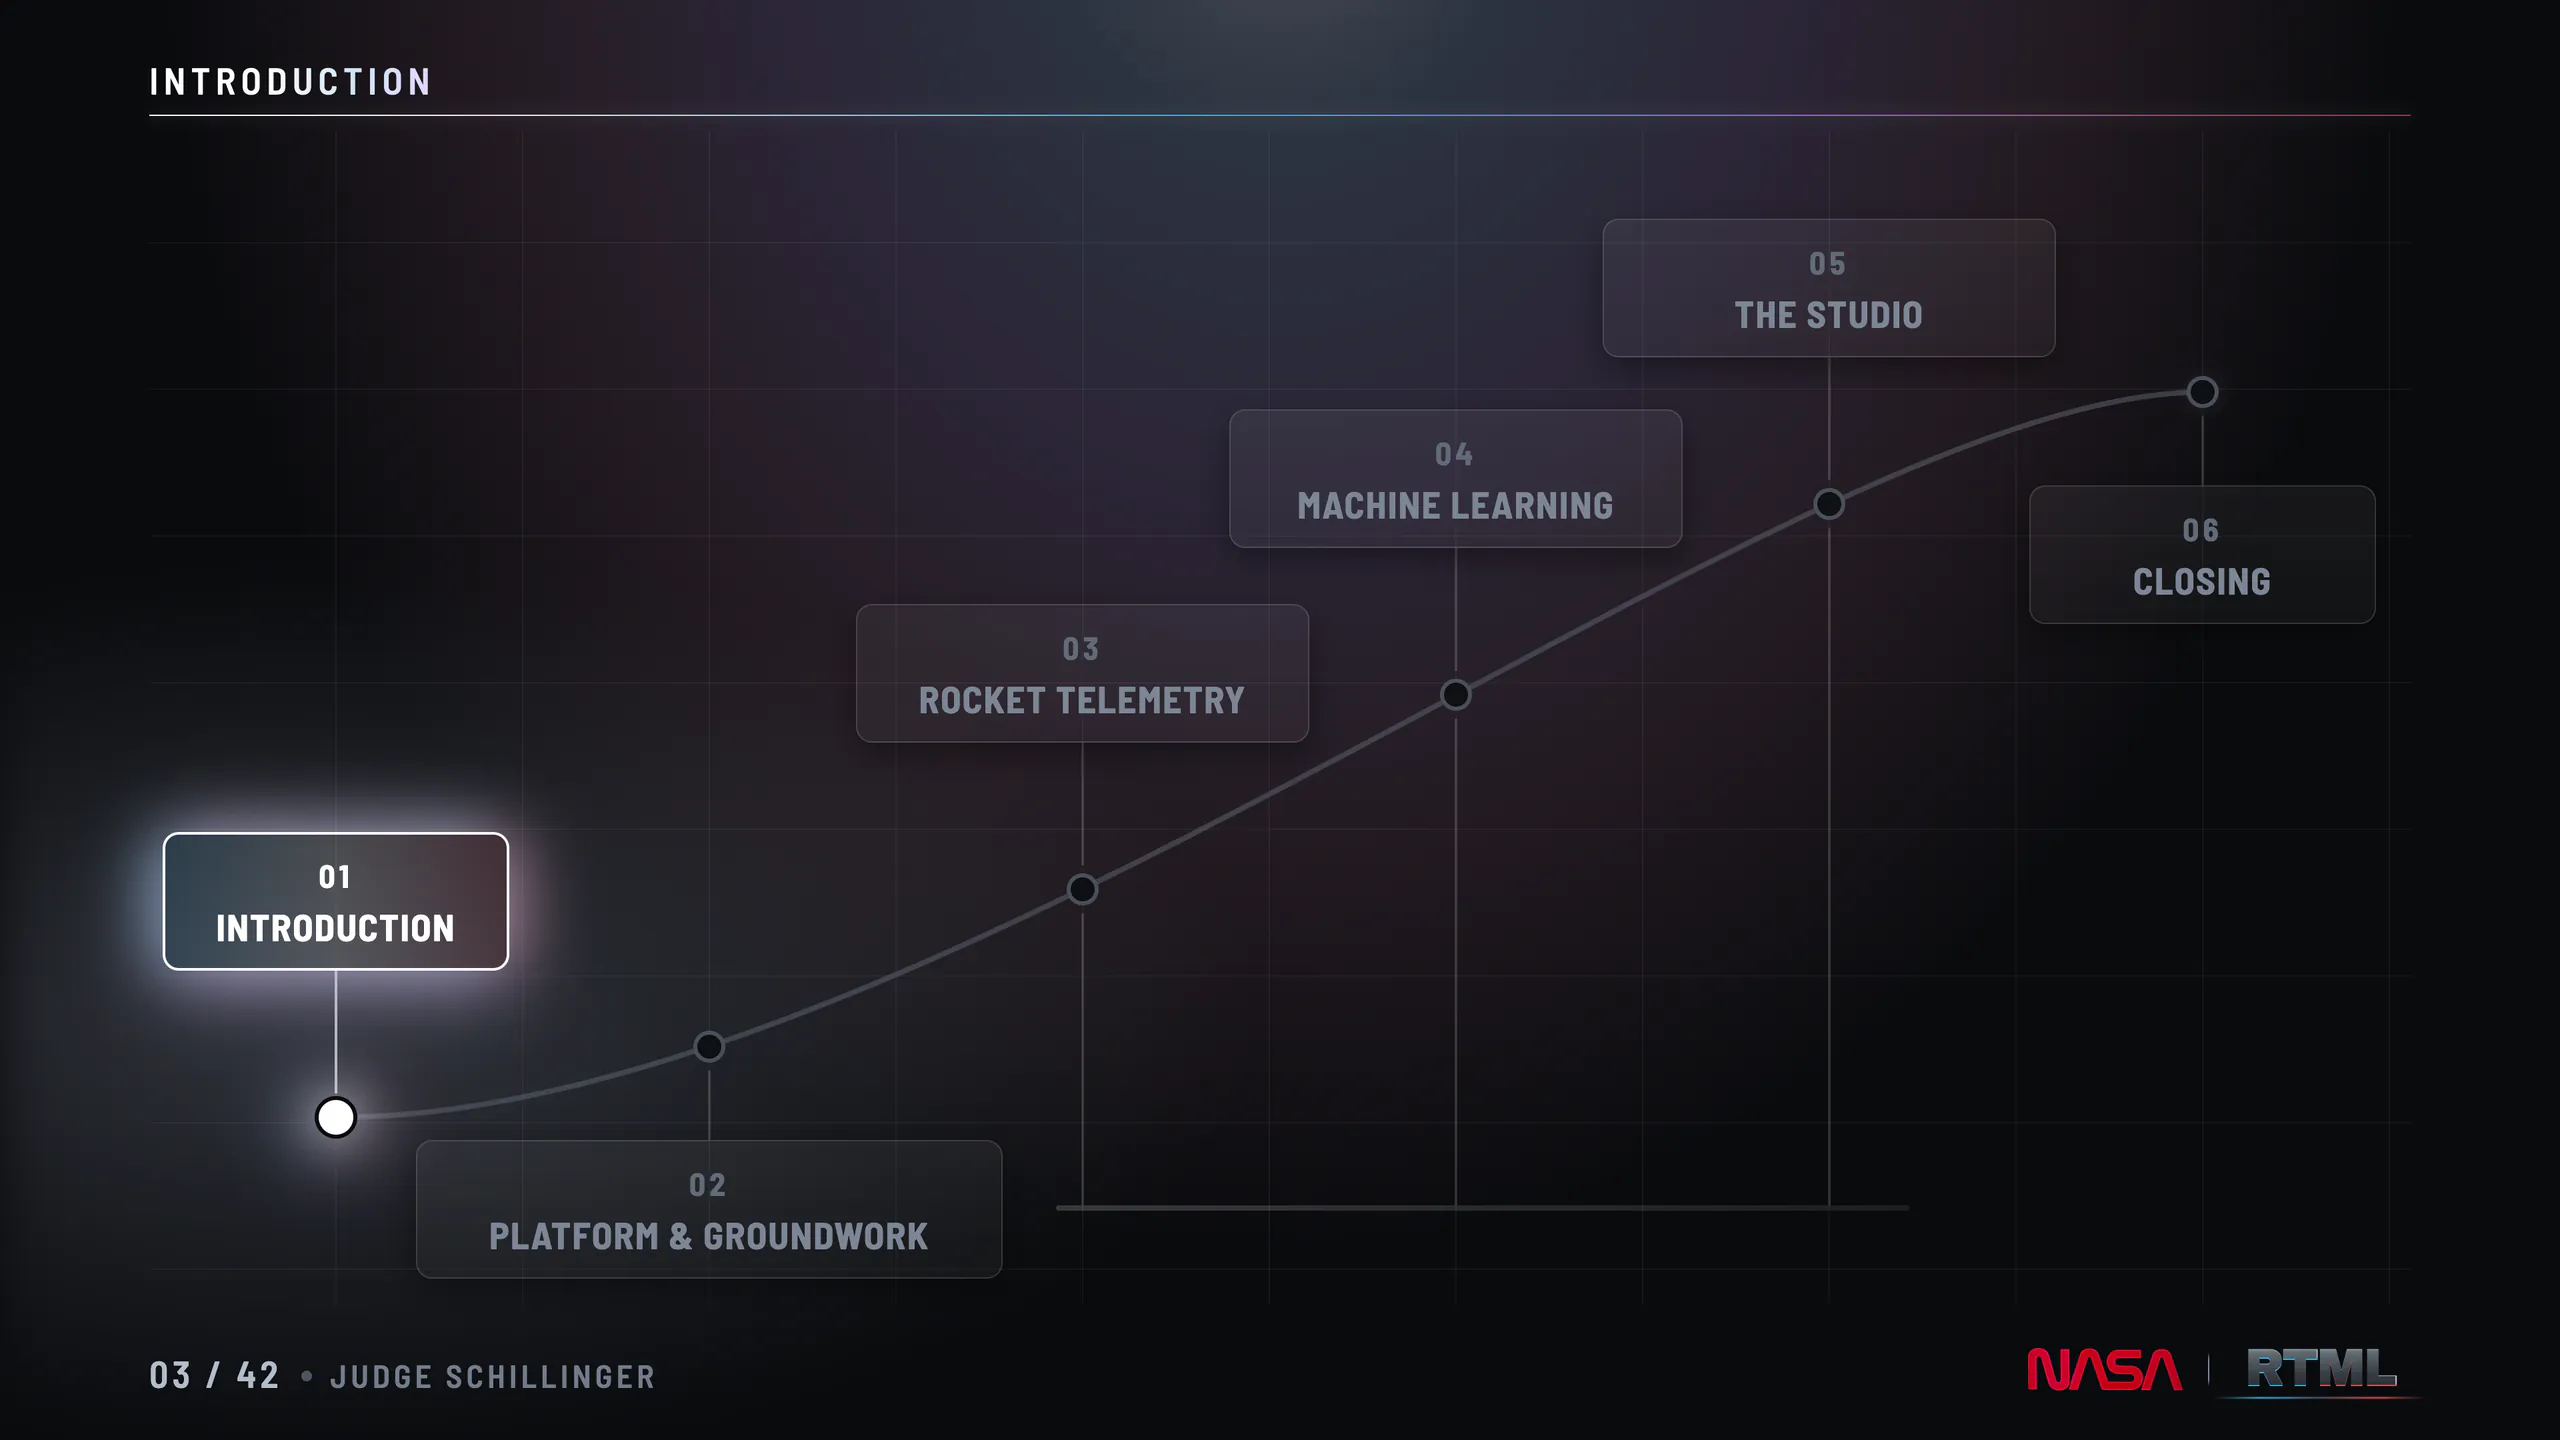 INTRODUCTION
01
INTRODUCTION
02
PLATFORM & GROUNDWORK
03
ROCKET TELEMETRY
04
MACHINE LEARNING
05
THE STUDIO
06
CLOSING
03 / 42 • JUDGE SCHILLINGER
NASA | RTML